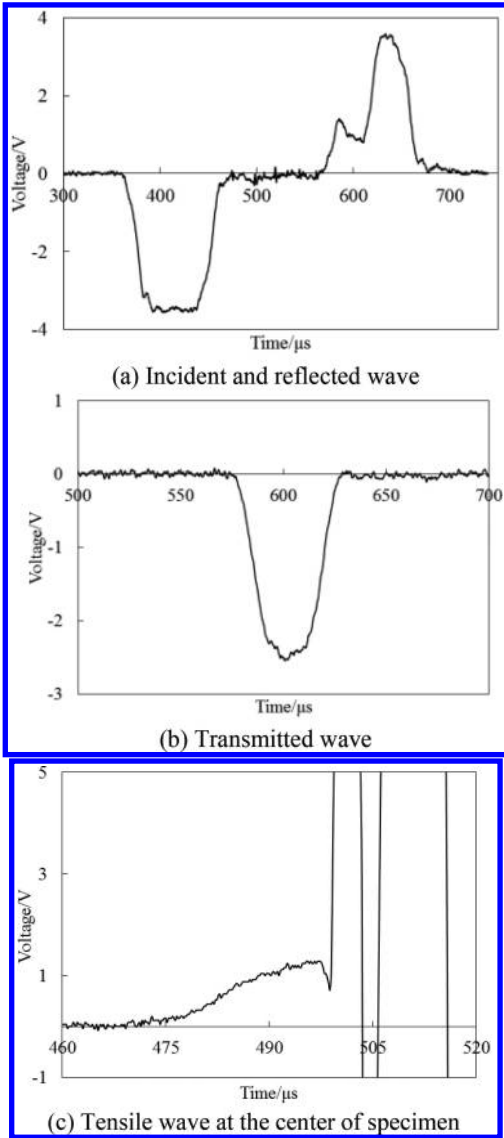 4
2
0
-2
-4
300 400 500 600 700
Voltage/V
Time/μs
(a) Incident and reflected wave
1
0
-1
-2
-3
500 550 600 650 700
Voltage/V
Time/μs
(b) Transmitted wave
5
3
1
-1
460 475 490 505 520
Voltage/V
Time/μs
(c) Tensile wave at the center of specimen